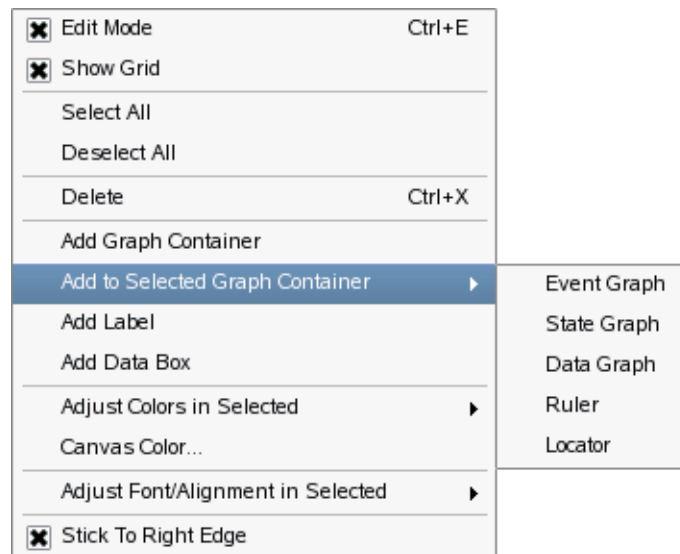 Edit Mode Ctrl+E
Show Grid
Select All
Deselect All
Delete Ctrl+X
Add Graph Container
Add to Selected Graph Container
Add Label
Add Data Box
Adjust Colors in Selected
Canvas Color...
Adjust Font/Alignment in Selected
Stick To Right Edge
Event Graph
State Graph
Data Graph
Ruler
Locator